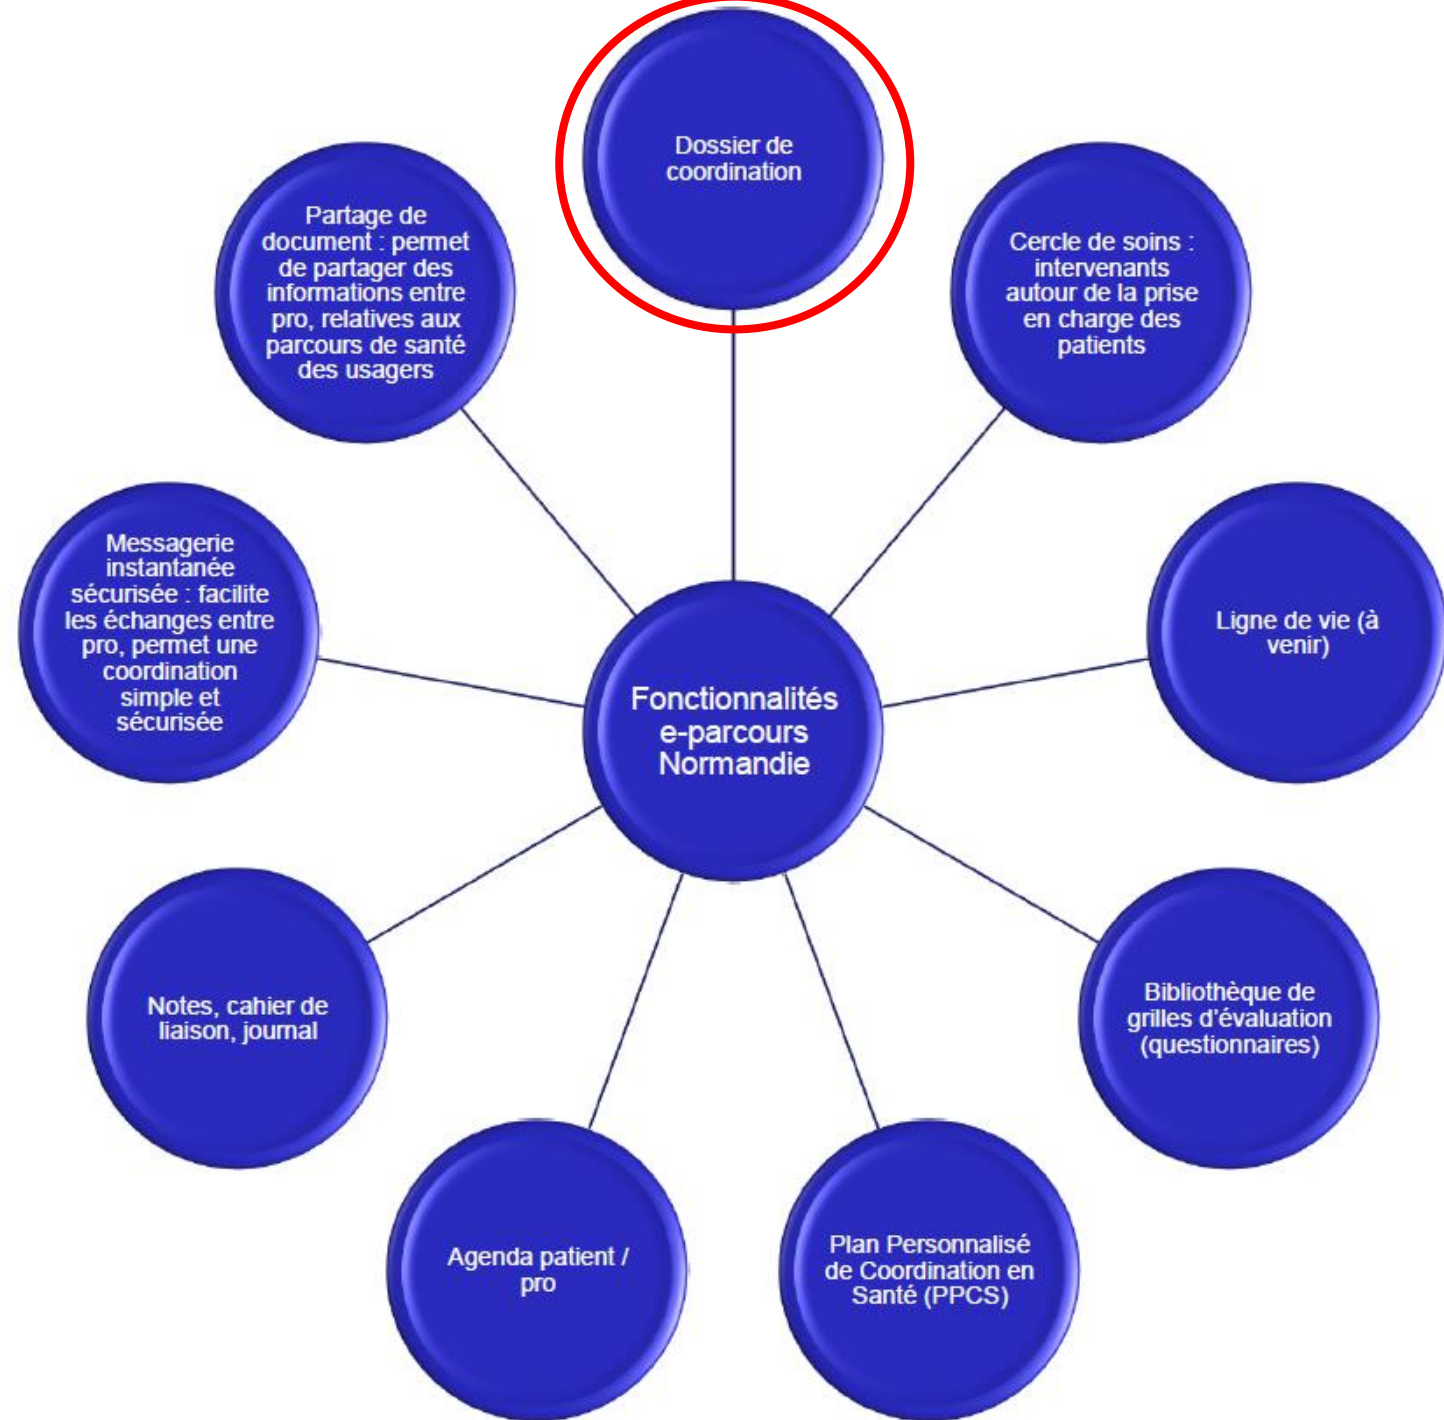 Dossier de
coordination
Cercle de soins :
intervenants
autour de la prise
en charge des
patients
Ligne de vie (à
venir)
Bibliothèque de
grilles d'évaluation
(questionnaires)
Plan Personnalisé
de Coordination en
Santé (PPCS)
Agenda patient /
pro
Notes, cahier de
liaison, journal
Messagerie
instantanée
sécurisée : facilite
les échanges entre
pro, permet une
coordination
simple et
sécurisée
Partage de
document : permet
de partager des
informations entre
pro, relatives aux
parcours de santé
des usagers
Fonctionnalités
e-parcours
Normandie